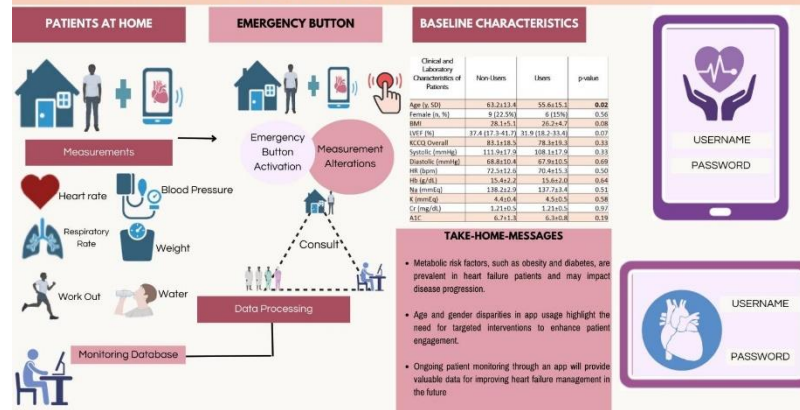 PATIENTS AT HOME
Measurements
Heart rate
Blood Pressure
Respiratory
Rate
Weight
Work Out
Water
Monitoring Database
EMERGENCY BUTTON
Emergency
Button
Activation
Measurement
Alterations
Consult
Data Processing
BASELINE CHARACTERISTICS
Clinical and
Laboratory
Characteristics of
Patients
Non-Users
Users
p-value
Age (y, SD) 63.2±13.4 55.6±15.1 0.02
Female (n, %) 9 (22.5%) 6 (15%) 0.56
BMI 28.1±5.1 26.2±4.7 0.08
LVEF (%) 37.4 (17.3-41.7) 31.9 (18.2-33.4) 0.07
KCCQ Overall 83.1±18.5 78.3±19.3 0.33
Systolic (mmHg) 111.9±17.9 108.1±17.9 0.33
Diastolic (mmHg) 68.8±10.4 67.9±10.5 0.69
HR (bpm) 72.5±12.6 70.4±15.3 0.50
Hb (g/dL) 15.4±2.2 15.6±2.0 0.64
Na (mmEq) 138.2±2.9 137.7±3.4 0.51
K (mmEq) 4.4±0.4 4.5±0.5 0.58
Cr (mg/dL) 1.21±0.5 1.21±0.5 0.97
A1C 6.7±1.3 6.3±0.8 0.19
TAKE-HOME-MESSAGES
• Metabolic risk factors, such as obesity and diabetes, are
prevalent in heart failure patients and may impact
disease progression.
• Age and gender disparities in app usage highlight the
need for targeted interventions to enhance patient
engagement.
• Ongoing patient monitoring through an app will provide
valuable data for improving heart failure management in
the future
USERNAME
PASSWORD
USERNAME
PASSWORD